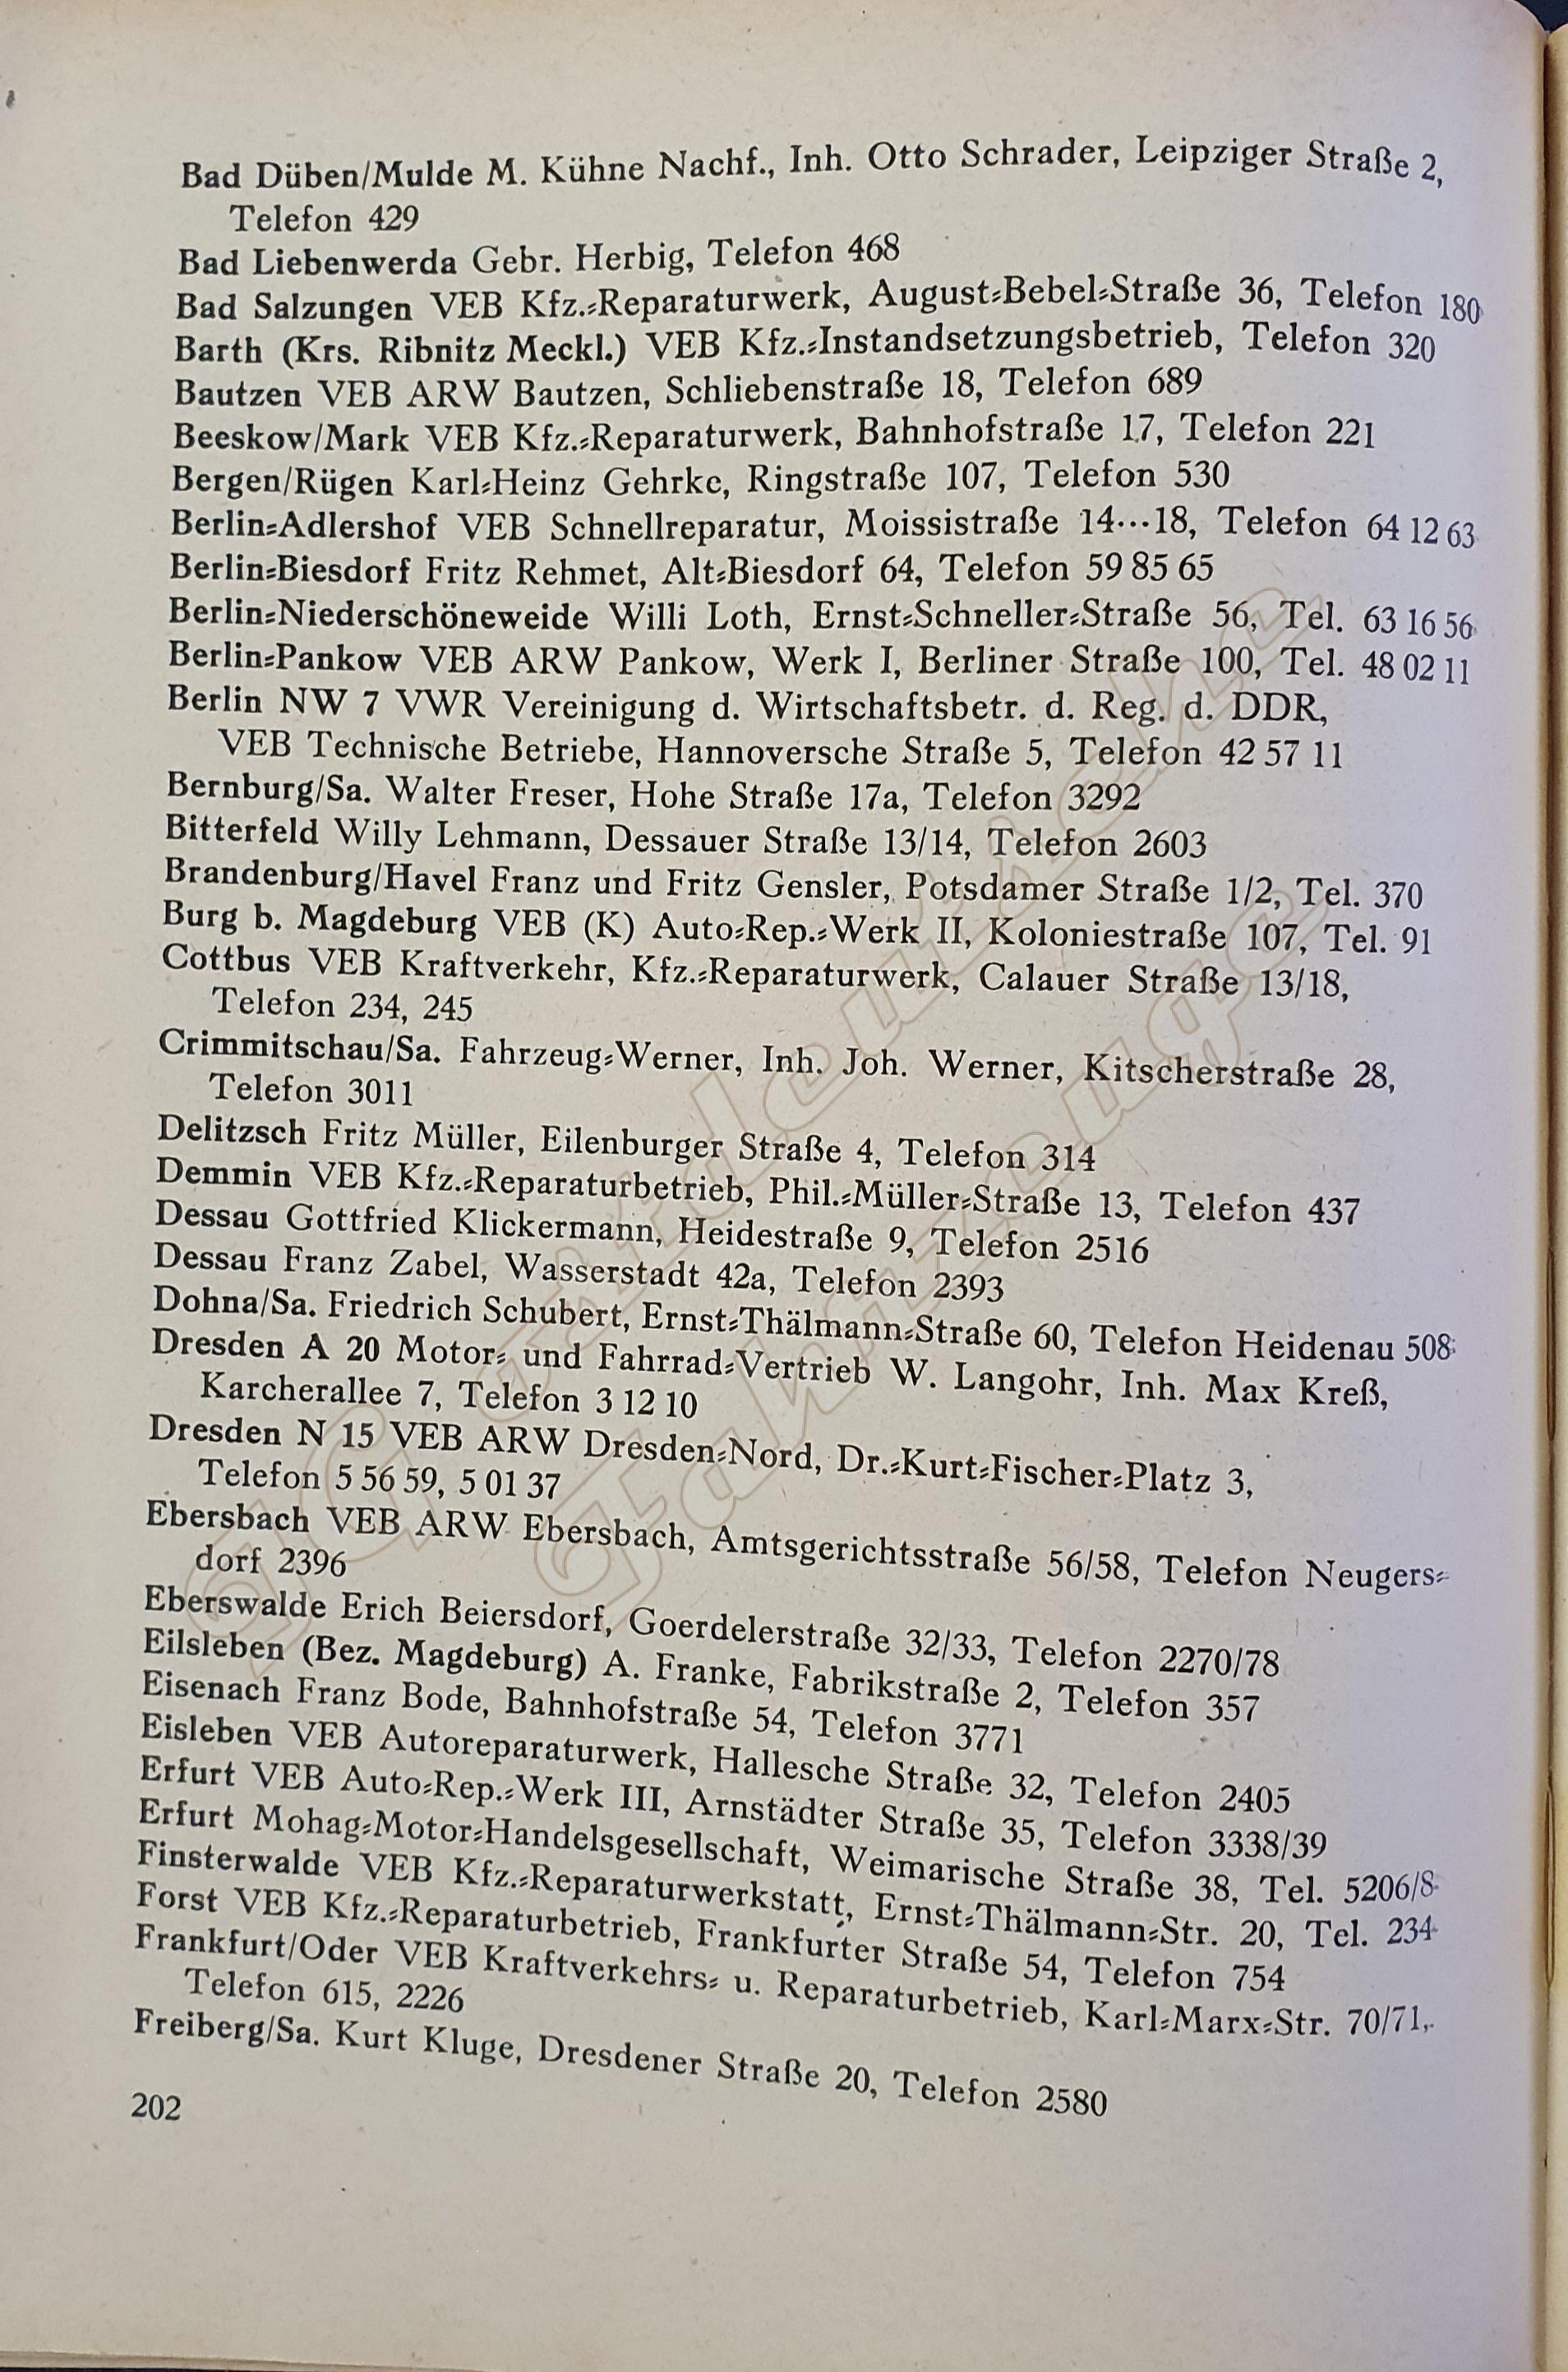 Bad Düben/Mulde M. Kühne Nachf., Inh. Otto Schrader, Leipziger Straße 2,
Telefon 429
Bad Liebenwerda Gebr. Herbig, Telefon 468
Bad Salzungen VEB Kfz.-Reparaturwerk, August-Bebel-Straße 36, Telefon 180
Barth (Krs. Ribnitz Meckl.) VEB Kfz.-Instandsetzungsbetrieb, Telefon 320
Bautzen VEB ARW Bautzen, Schliebenstraße 18, Telefon 689
Beeskow/Mark VEB Kfz.-Reparaturwerk, Bahnhofstraße 17, Telefon 221
Bergen/Rügen Karl-Heinz Gehrke, Ringstraße 107, Telefon 530
Berlin-Adlershof VEB Schnellreparatur, Moissistraße 14···18, Telefon 64 12 63
Berlin-Biesdorf Fritz Rehmet, Alt-Biesdorf 64, Telefon 59 85 65
Berlin-Niederschöneweide Willi Loth, Ernst-Schneller-Straße 56, Tel. 63 16 56
Berlin-Pankow VEB ARW Pankow, Werk I, Berliner Straße 100, Tel. 48 02 11
Berlin NW 7 VWR Vereinigung d. Wirtschaftsbetr. d. Reg. d. DDR,
VEB Technische Betriebe, Hannoversche Straße 5, Telefon 42 57 11
Bernburg/Sa. Walter Freser, Hohe Straße 17a, Telefon 3292
Bitterfeld Willy Lehmann, Dessauer Straße 13/14, Telefon 2603
Brandenburg/Havel Franz und Fritz Gensler, Potsdamer Straße 1/2, Tel. 370
Burg b. Magdeburg VEB (K) Auto-Rep.-Werk II, Koloniestraße 107, Tel. 91
Cottbus VEB Kraftverkehr, Kfz.-Reparaturwerk, Calauer Straße 13/18,
Telefon 234, 245
Crimmitschau/Sa. Fahrzeug-Werner, Inh. Joh. Werner, Kitscherstraße 28,
Telefon 3011
Delitzsch Fritz Müller, Eilenburger Straße 4, Telefon 314
Demmin VEB Kfz.-Reparaturbetrieb, Phil.-Müller-Straße 13, Telefon 437
Dessau Gottfried Klickermann, Heidestraße 9, Telefon 2516
Dessau Franz Zabel, Wasserstadt 42a, Telefon 2393
Dohna/Sa. Friedrich Schubert, Ernst-Thälmann-Straße 60, Telefon Heidenau 508
Dresden A 20 Motor- und Fahrrad-Vertrieb W. Langohr, Inh. Max Kreß,
Karcherallee 7, Telefon 3 12 10
Dresden N 15 VEB ARW Dresden-Nord, Dr.-Kurt-Fischer-Platz 3,
Telefon 5 56 59, 5 01 37
Ebersbach VEB ARW Ebersbach, Amtsgerichtsstraße 56/58, Telefon Neugers-
dorf 2396
Eberswalde Erich Beiersdorf, Goerdelerstraße 32/33, Telefon 2270/78
Eilsleben (Bez. Magdeburg) A. Franke, Fabrikstraße 2, Telefon 357
Eisenach Franz Bode, Bahnhofstraße 54, Telefon 3771
Eisleben VEB Autoreparaturwerk, Hallesche Straße 32, Telefon 2405
Erfurt VEB Auto-Rep.-Werk III, Arnstädter Straße 35, Telefon 3338/39
Erfurt Mohag-Motor-Handelsgesellschaft, Weimarische Straße 38, Tel. 5206/8
Finsterwalde VEB Kfz.-Reparaturwerkstatt, Ernst-Thälmann-Str. 20, Tel. 234
Forst VEB Kfz.-Reparaturbetrieb, Frankfurter Straße 54, Telefon 754
Frankfurt/Oder VEB Kraftverkehrs- u. Reparaturbetrieb, Karl-Marx-Str. 70/71,
Telefon 615, 2226
Freiberg/Sa. Kurt Kluge, Dresdener Straße 20, Telefon 2580
202